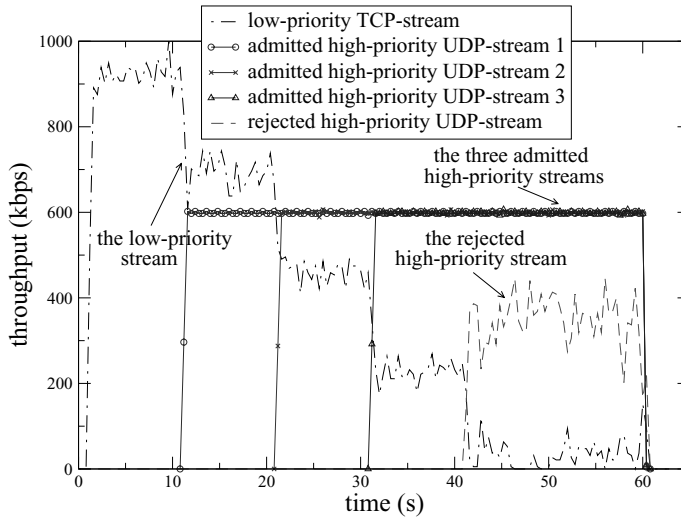 low-priority TCP-stream
admitted high-priority UDP-stream 1
admitted high-priority UDP-stream 2
admitted high-priority UDP-stream 3
rejected high-priority UDP-stream
1000
800
600
400
200
0
throughput (kbps)
the three admitted
high-priority streams
the low-priority
stream
the rejected
high-priority stream
0
10
20
30
40
50
60
time (s)